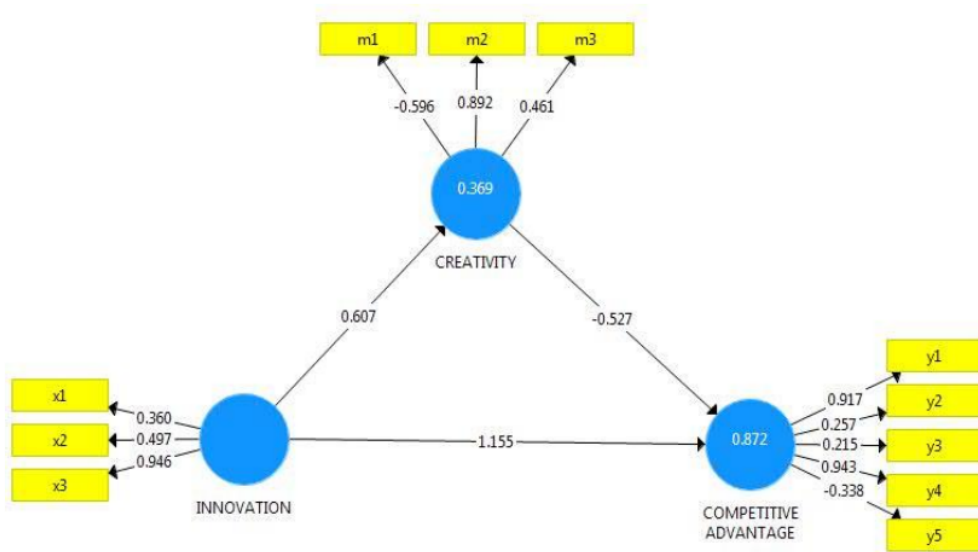 m1
m2
m3
-0.596
0.892
0.461
0.369
CREATIVITY
0.607
-0.527
x1
x2
x3
0.360
0.497
0.946
INNOVATION
1.155
0.872
COMPETITIVE
ADVANTAGE
0.917
0.257
0.215
0.943
-0.338
y1
y2
y3
y4
y5